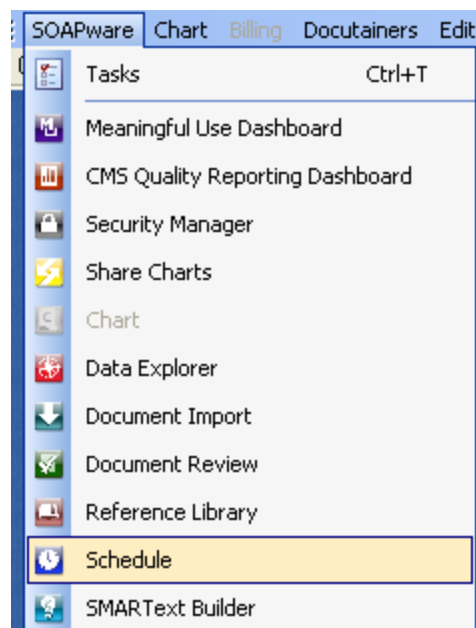 SOAPware Chart Billing Docutainers Edit
Tasks Ctrl+T
Meaningful Use Dashboard
CMS Quality Reporting Dashboard
Security Manager
Share Charts
Chart
Data Explorer
Document Import
Document Review
Reference Library
Schedule
SMARText Builder